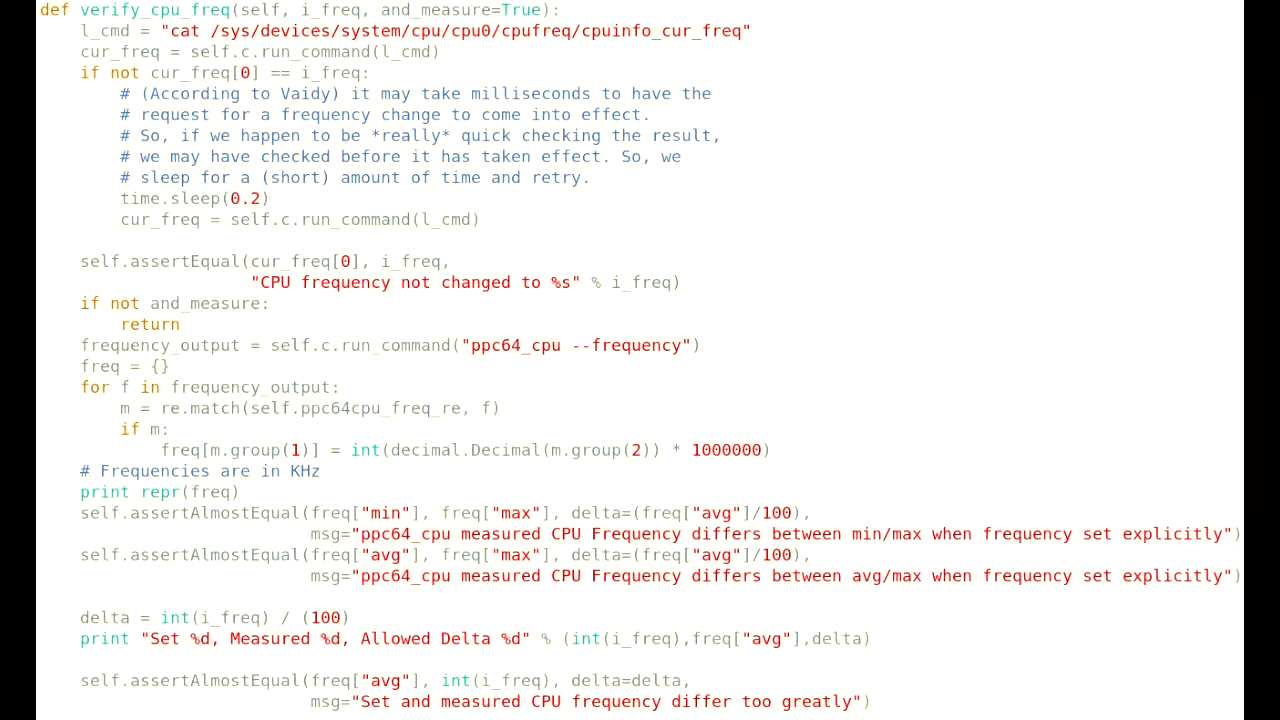 def verify_cpu_freq(self, i_freq, and_measure=True):
    l_cmd = "cat /sys/devices/system/cpu/cpu0/cpufreq/cpuinfo_cur_freq"
    cur_freq = self.c.run_command(l_cmd)
    if not cur_freq[0] == i_freq:
        # (According to Vaidy) it may take milliseconds to have the
        # request for a frequency change to come into effect.
        # So, if we happen to be *really* quick checking the result,
        # we may have checked before it has taken effect. So, we
        # sleep for a (short) amount of time and retry.
        time.sleep(0.2)
        cur_freq = self.c.run_command(l_cmd)

    self.assertEqual(cur_freq[0], i_freq,
                     "CPU frequency not changed to %s" % i_freq)
    if not and_measure:
        return
    frequency_output = self.c.run_command("ppc64_cpu --frequency")
    freq = {}
    for f in frequency_output:
        m = re.match(self.ppc64cpu_freq_re, f)
        if m:
            freq[m.group(1)] = int(decimal.Decimal(m.group(2)) * 1000000)
    # Frequencies are in KHz
    print repr(freq)
    self.assertAlmostEqual(freq["min"], freq["max"], delta=(freq["avg"]/100),
                           msg="ppc64_cpu measured CPU Frequency differs between min/max when frequency set explicitly")
    self.assertAlmostEqual(freq["avg"], freq["max"], delta=(freq["avg"]/100),
                           msg="ppc64_cpu measured CPU Frequency differs between avg/max when frequency set explicitly")

    delta = int(i_freq) / (100)
    print "Set %d, Measured %d, Allowed Delta %d" % (int(i_freq),freq["avg"],delta)

    self.assertAlmostEqual(freq["avg"], int(i_freq), delta=delta,
                           msg="Set and measured CPU frequency differ too greatly")